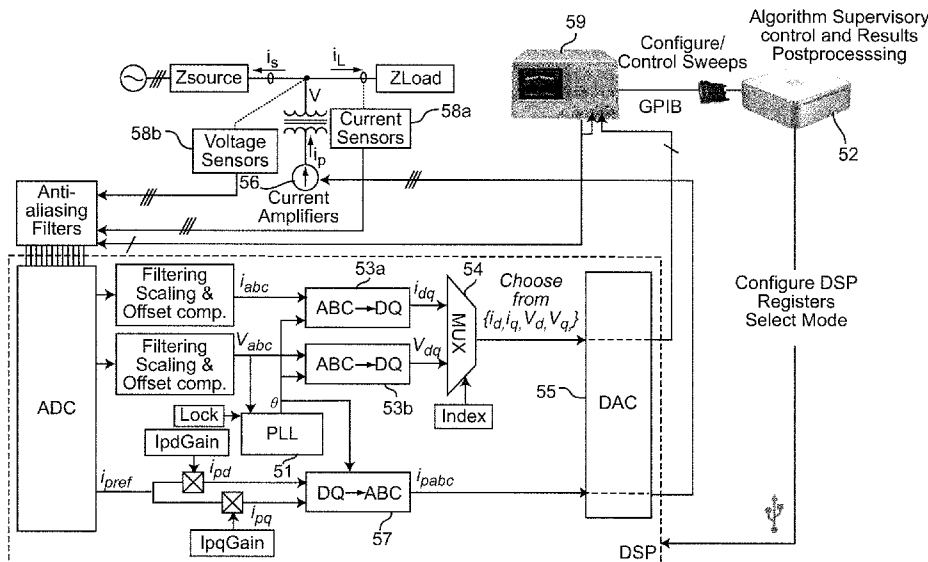 59
Algorithm Supervisory
control and Results
Postprocesssing
Configure/
Control Sweeps
GPIB
52
Zsource
is
iL
ZLoad
V
58b
Voltage
Sensors
Current
Sensors
58a
ip
56
Current
Amplifiers
Anti-
aliasing
Filters
Filtering
Scaling &
Offset comp.
iabc
53a
ABC→DQ
idq
54
MUX
Choose
from
{id,iq,Vd,Vq,}
Configure DSP
Registers
Select Mode
Filtering
Scaling &
Offset comp.
Vabc
ABC→DQ
53b
Vdq
Index
55
DAC
ADC
Lock
θ
PLL
51
IpdGain
ipref
ipd
ipq
IpqGain
DQ→ABC
57
ipabc
DSP